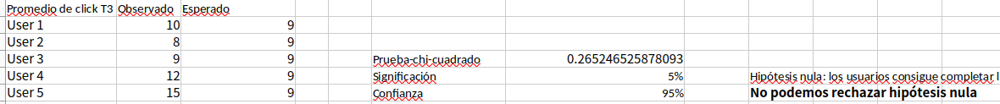 Promedio de click T3 Observado Esperado
User 1 10 9
User 2 8 9
User 3 9 9 Prueba-chi-cuadrado 0.265246525878093
User 4 12 9 Significación 5% Hipótesis nula: los usuarios consigue completar l
User 5 15 9 Confianza 95% No podemos rechazar hipótesis nula